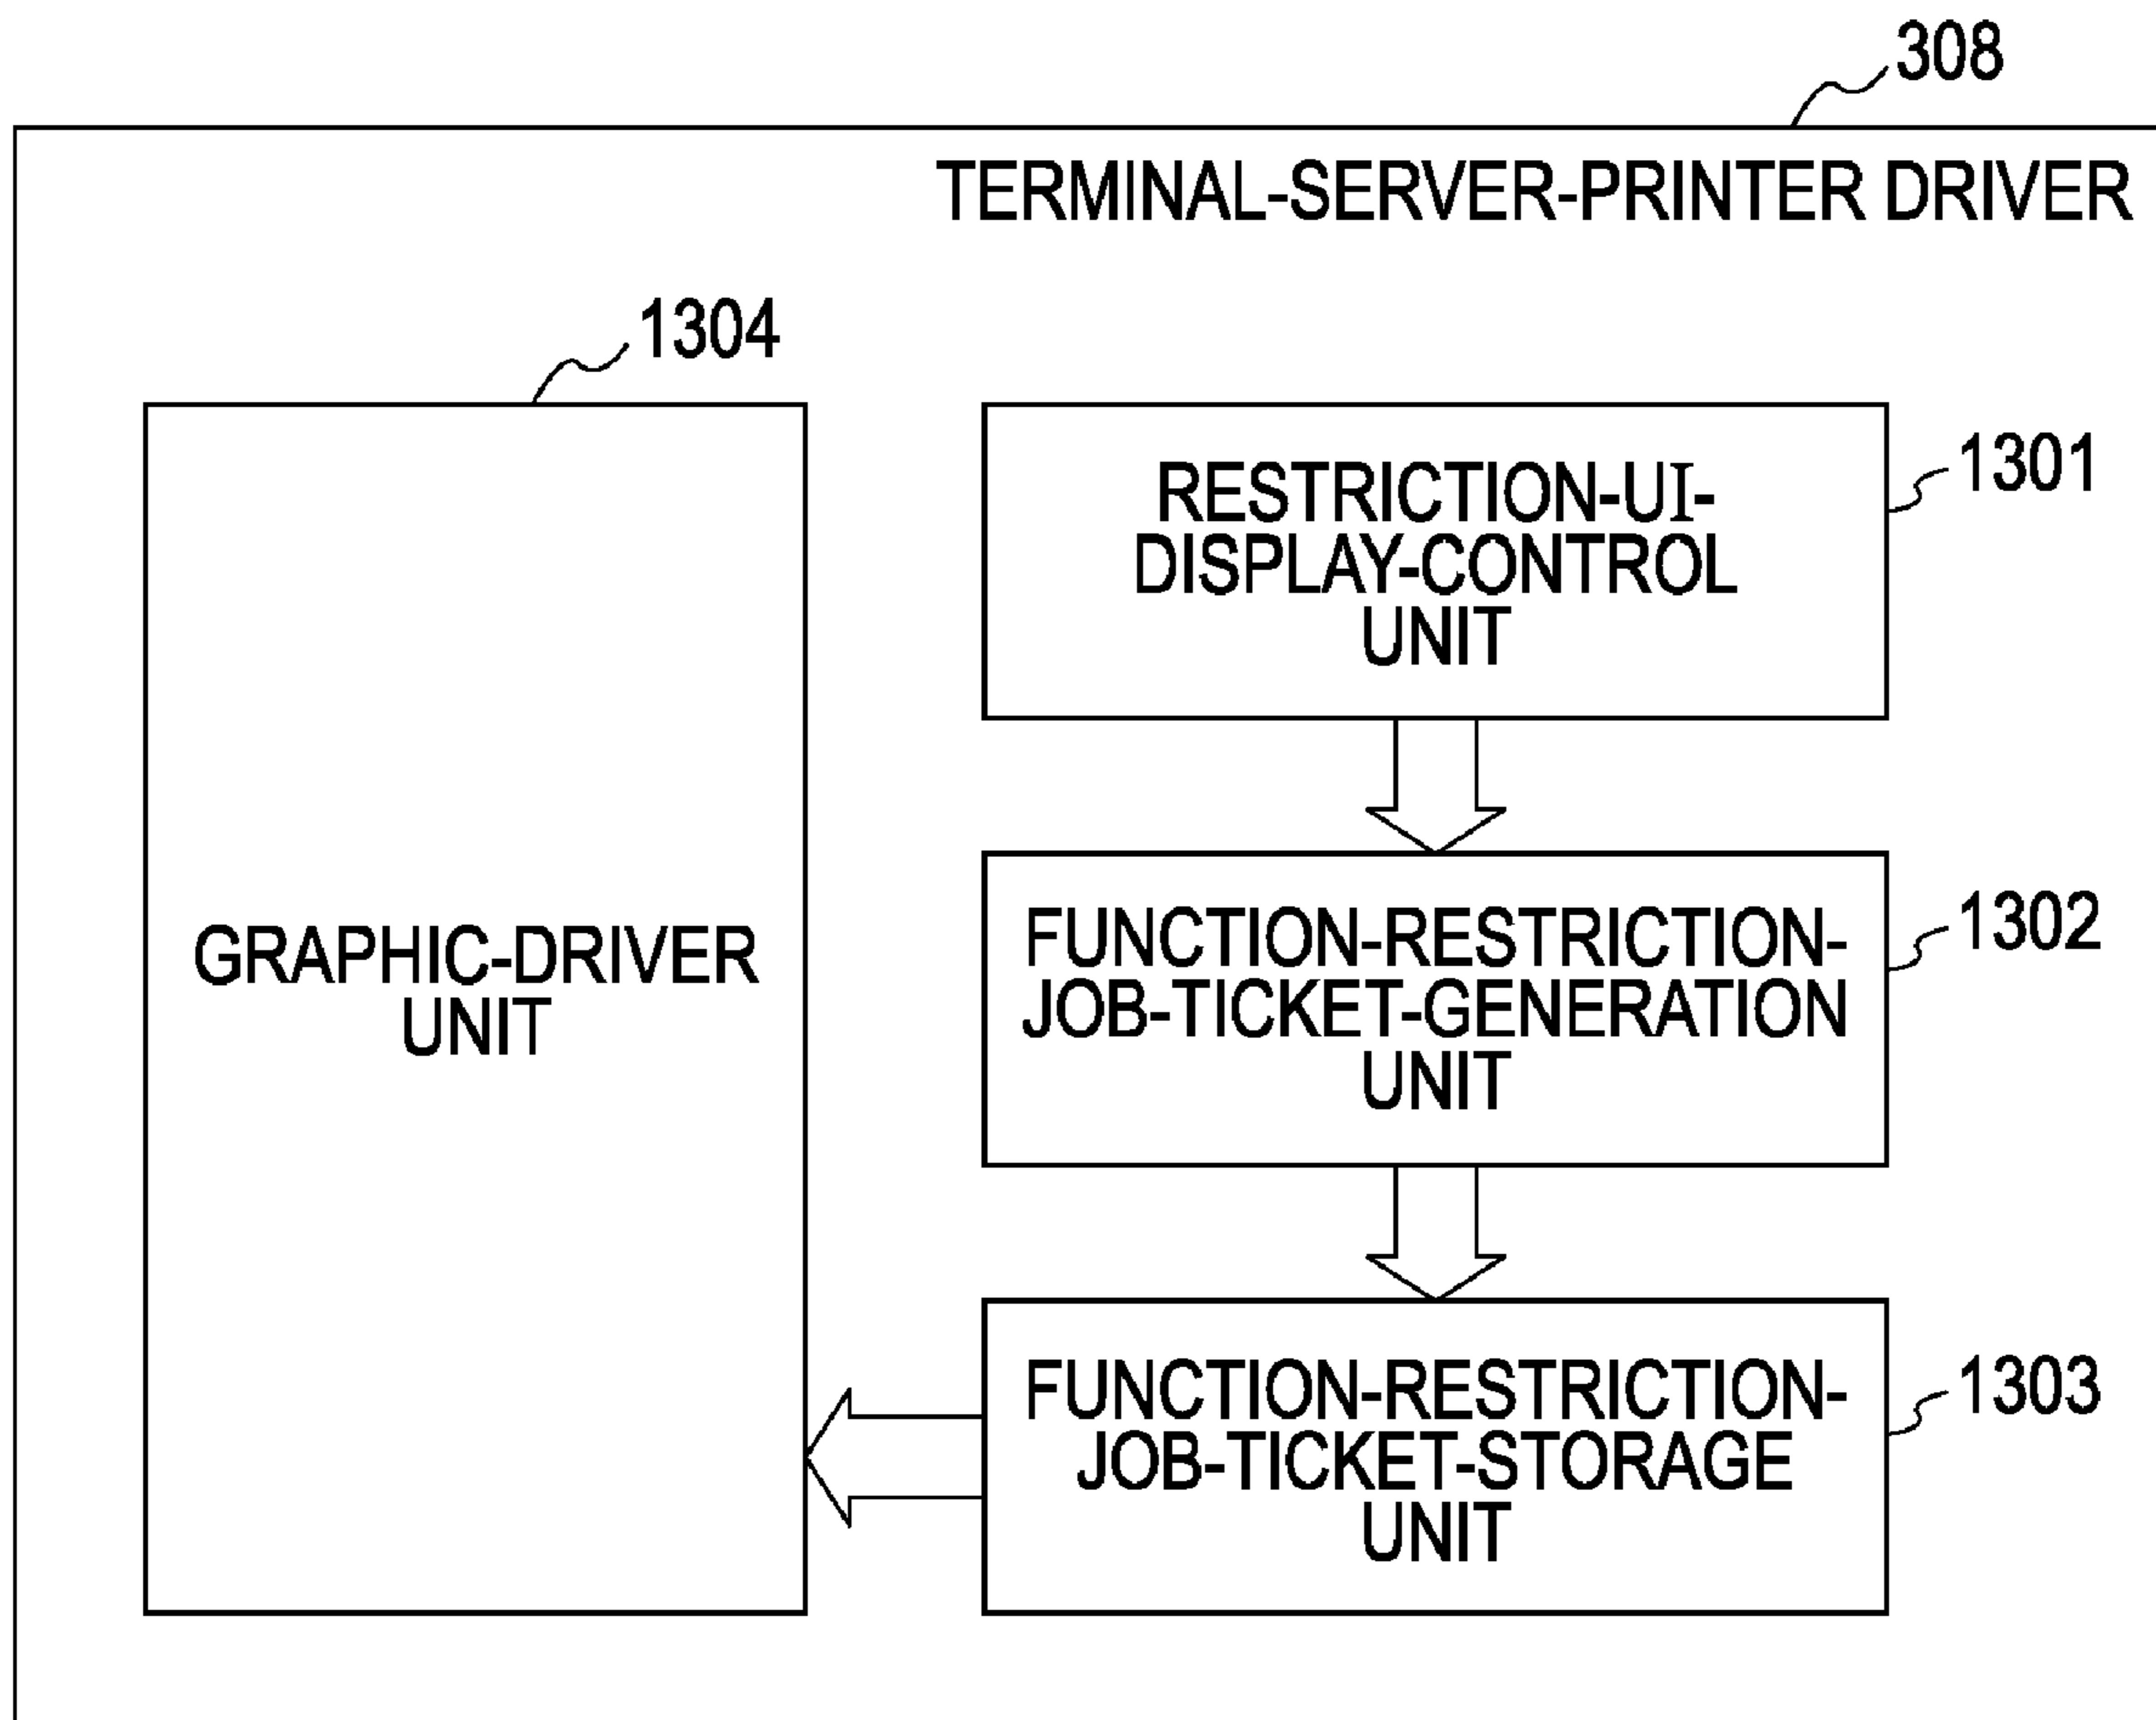 308
TERMINAL-SERVER-PRINTER DRIVER
1304
1301
RESTRICTION-UI-
DISPLAY-CONTROL
UNIT
1302
FUNCTION-RESTRICTION-
JOB-TICKET-GENERATION
UNIT
GRAPHIC-DRIVER
UNIT
1303
FUNCTION-RESTRICTION-
JOB-TICKET-STORAGE
UNIT